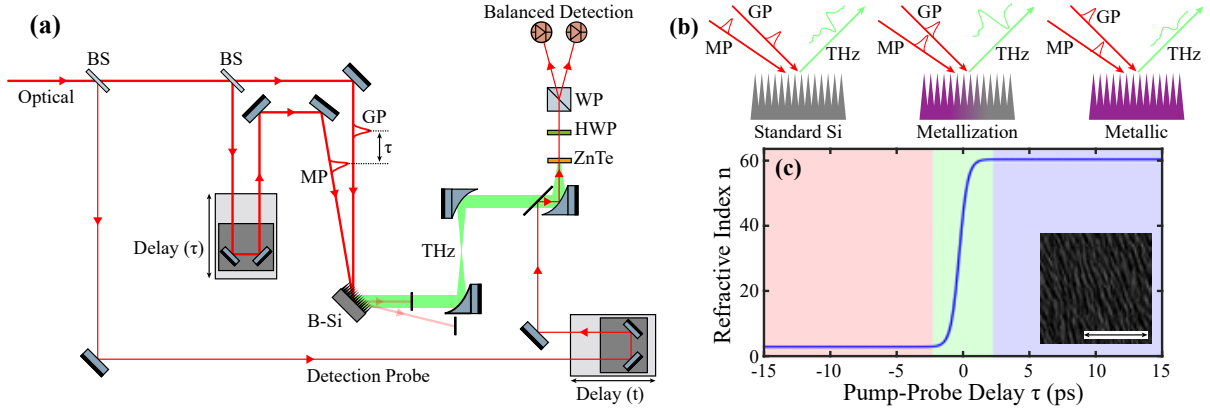 (a)
Balanced Detection
BS
BS
Optical
GP
τ
MP
WP
HWP
ZnTe
Delay (τ)
THz
B-Si
Detection Probe
Delay (t)
(b)
GP
MP
THz
Standard Si
GP
MP
THz
Metallization
GP
MP
THz
Metallic
(c)
Refractive Index n
60
40
20
0
-15
-10
-5
0
5
10
15
Pump-Probe Delay τ (ps)